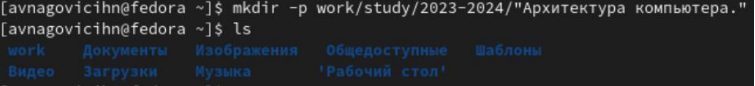 [avnagovicihn@fedora ~]$ mkdir -p work/study/2023-2024/"Архитектура компьютера."
[avnagovicihn@fedora ~]$ ls
work Документы Изображения Общедоступные Шаблоны
Видео Загрузки Музыка 'Рабочий стол'